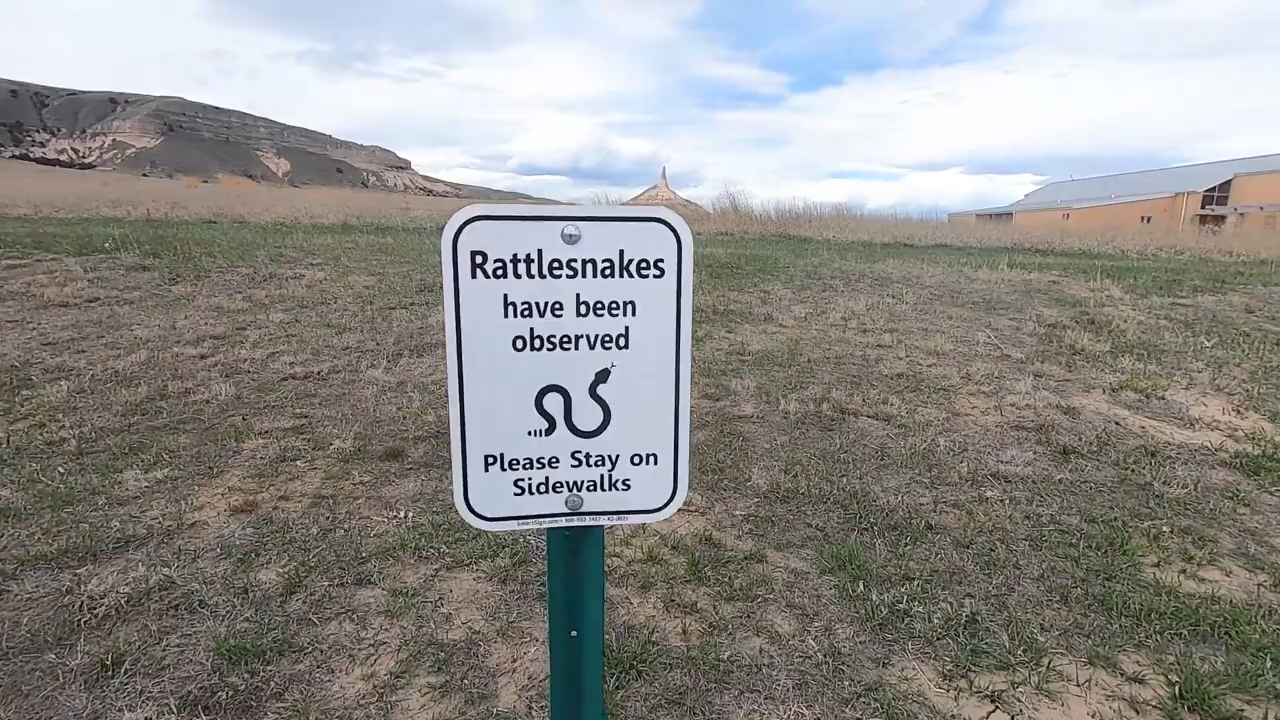 Rattlesnakes
have been
observed
Please Stay on
Sidewalks